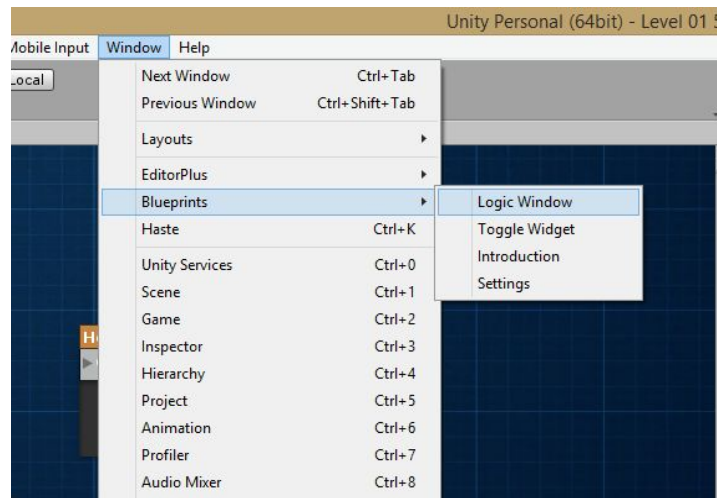 Unity Personal (64bit) - Level 01
Mobile Input Window Help
Local
Next Window Ctrl+Tab
Previous Window Ctrl+Shift+Tab
Layouts
EditorPlus
Blueprints
Logic Window
Haste Ctrl+K
Toggle Widget
Introduction
Unity Services Ctrl+0
Settings
Scene Ctrl+1
Game Ctrl+2
Inspector Ctrl+3
Hierarchy Ctrl+4
Project Ctrl+5
Animation Ctrl+6
Profiler Ctrl+7
Audio Mixer Ctrl+8